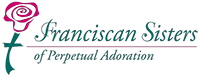 Franciscan Sisters
of Perpetual Adoration